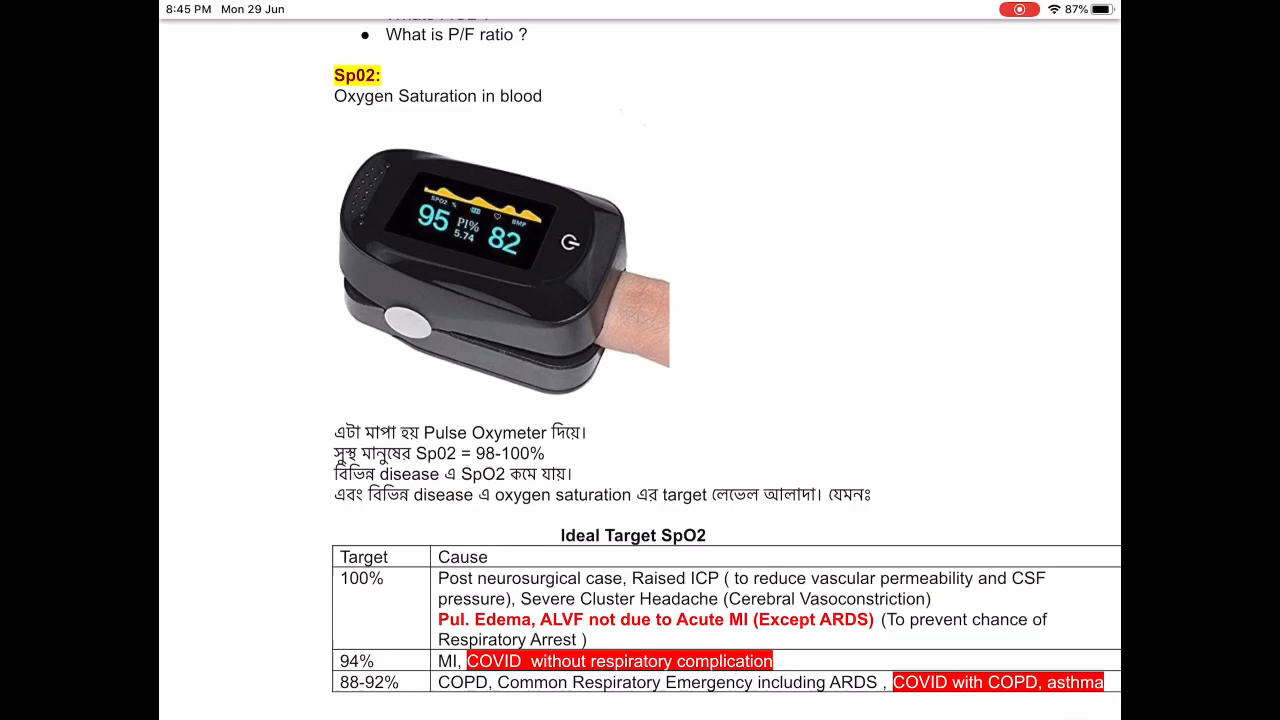 8:45 PM Mon 29 Jun
87%
What is P/F ratio ?
Sp02:
Oxygen Saturation in blood
SPO2 %
BMP
95 PI% 82
5.74
এটা মাপা হয় Pulse Oxymeter দিয়ে।
সুস্থ মানুষের Sp02 = 98-100%
বিভিন্ন disease এ SpO2 কমে যায়।
এবং বিভিন্ন disease এ oxygen saturation এর target লেভেল আলাদা। যেমনঃ
Ideal Target SpO2
Target Cause
100% Post neurosurgical case, Raised ICP ( to reduce vascular permeability and CSF
pressure), Severe Cluster Headache (Cerebral Vasoconstriction)
Pul. Edema, ALVF not due to Acute MI (Except ARDS) (To prevent chance of
Respiratory Arrest )
94% MI, COVID without respiratory complication
88-92% COPD, Common Respiratory Emergency including ARDS , COVID with COPD, asthma